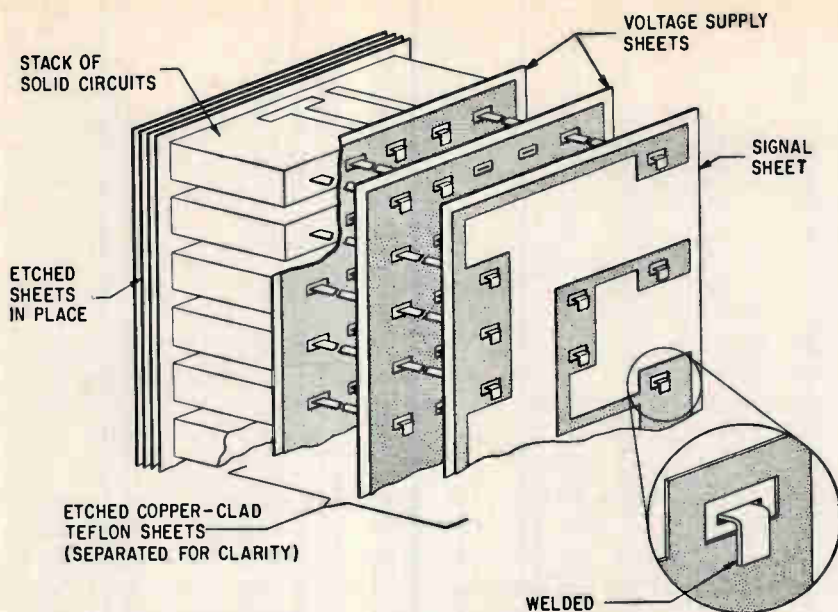 VOLTAGE SUPPLY
SHEETS
STACK OF
SOLID CIRCUITS
SIGNAL
SHEET
ETCHED
SHEETS
IN PLACE
ETCHED COPPER-CLAD
TEFLON SHEETS
(SEPARATED FOR CLARITY)
WELDED